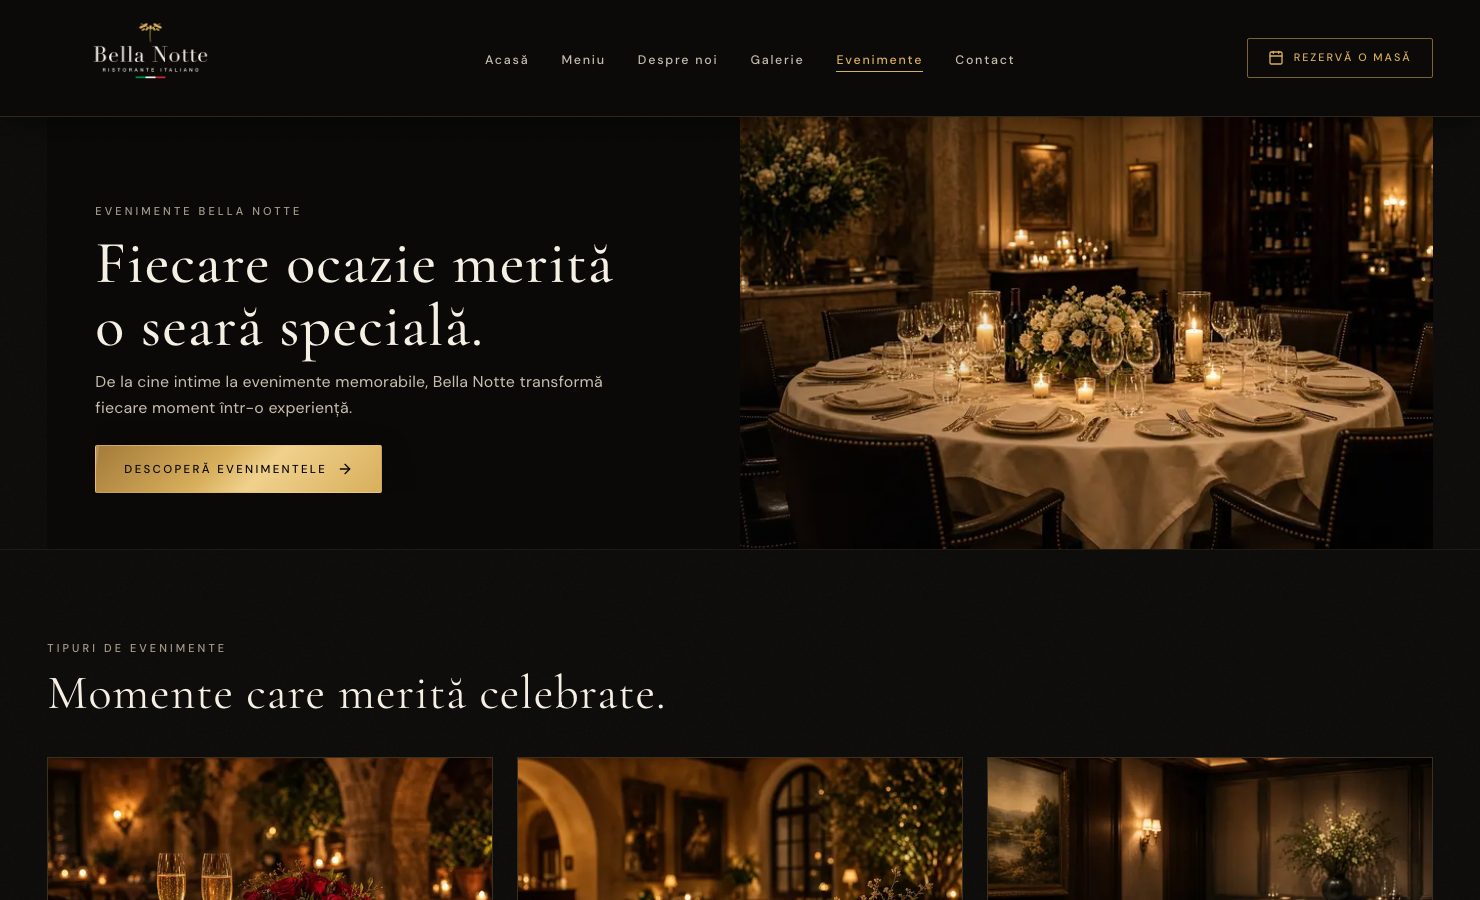 Bella Notte
RISTORANTE ITALIANO
Acasă
Meniu
Despre noi
Galerie
Evenimente
Contact
REZERVĂ O MASĂ
EVENIMENTE BELLA NOTTE
Fiecare ocazie merită
o seară specială.
De la cine intime la evenimente memorabile, Bella Notte transformă
fiecare moment într-o experiență.
DESCOPERĂ EVENIMENTELE
TIPURI DE EVENIMENTE
Momente care merită celebrate.